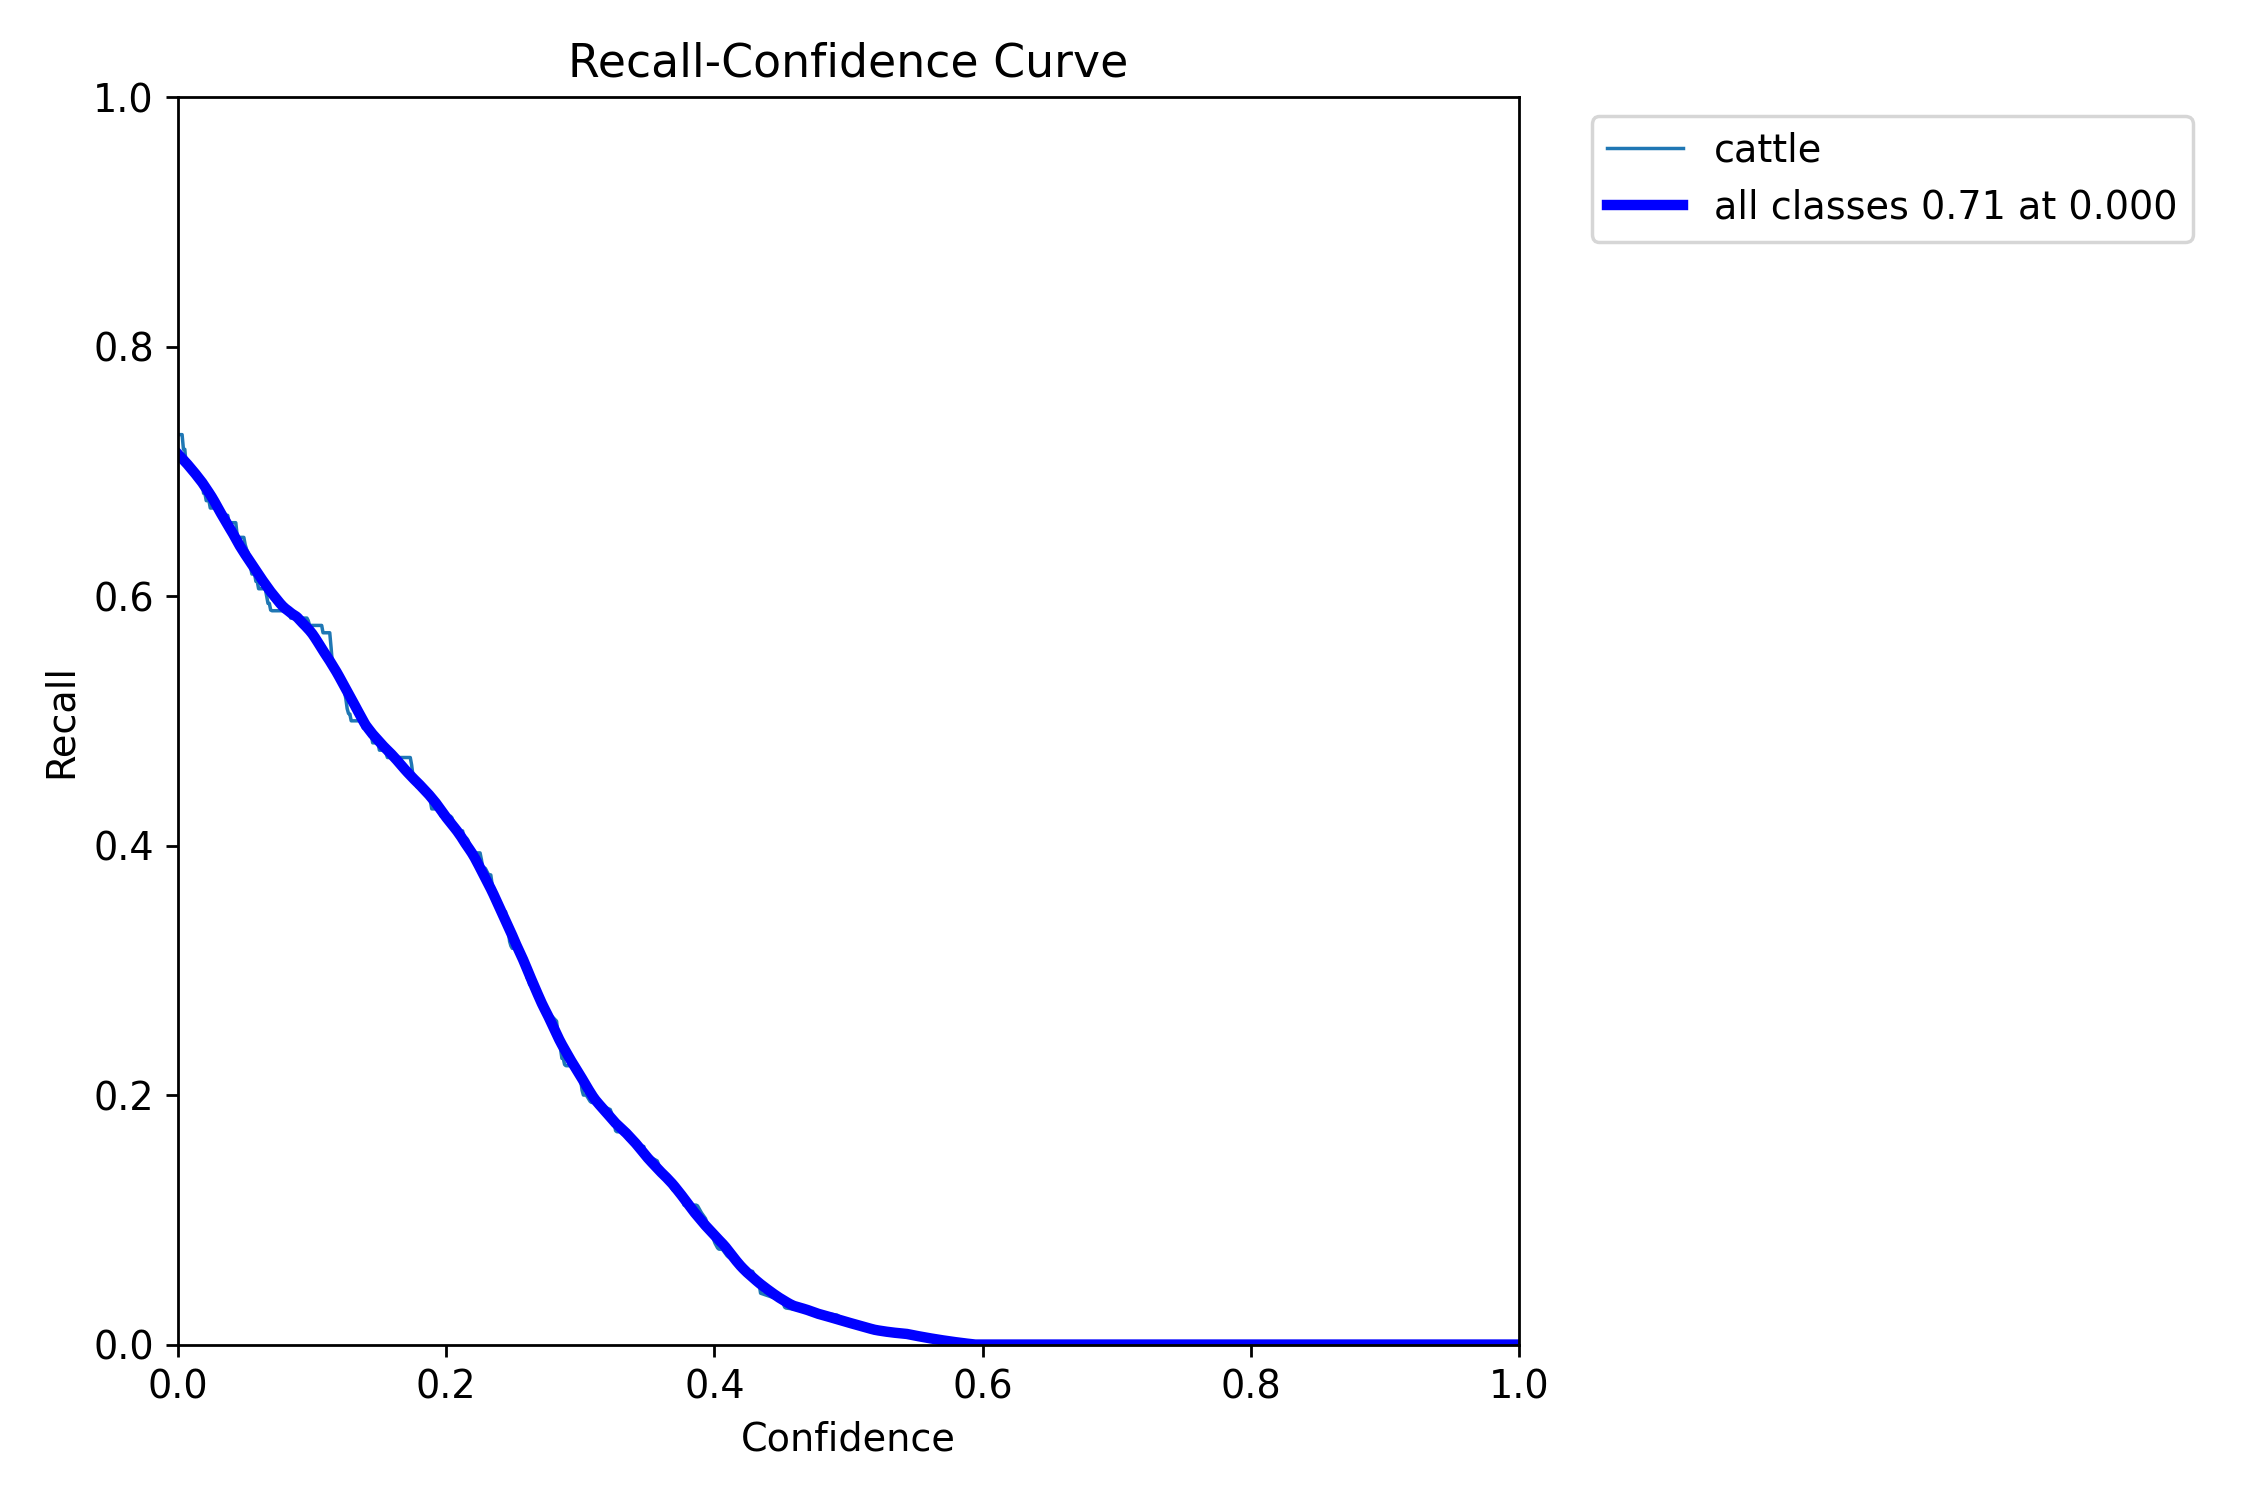 Recall-Confidence Curve
1.0
0.8
0.6
0.4
0.2
0.0
Recall
0.0 0.2 0.4 0.6 0.8 1.0
Confidence
cattle
all classes 0.71 at 0.000